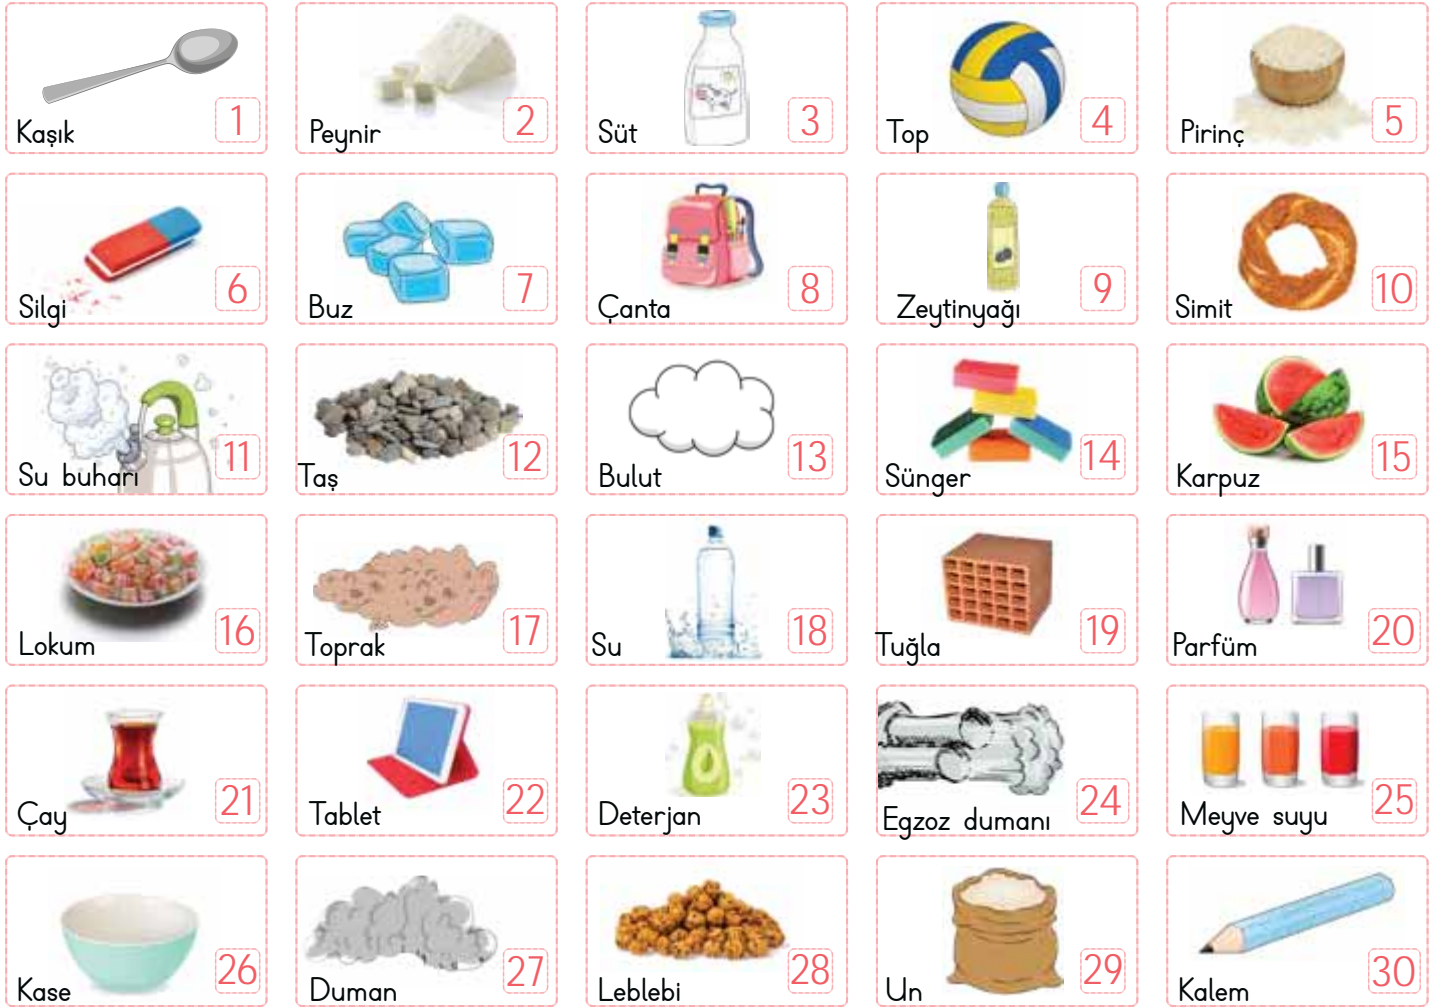 Kaşık 1
Peynir 2
Süt 3
Top 4
Pirinç 5
Silgi 6
Buz 7
Çanta 8
Zeytinyağı 9
Simit 10
Su buharı 11
Taş 12
Bulut 13
Sünger 14
Karpuz 15
Lokum 16
Toprak 17
Su 18
Tuğla 19
Parfüm 20
Çay 21
Tablet 22
Deterjan 23
Egzoz dumanı 24
Meyve suyu 25
Kase 26
Duman 27
Leblebi 28
Un 29
Kalem 30